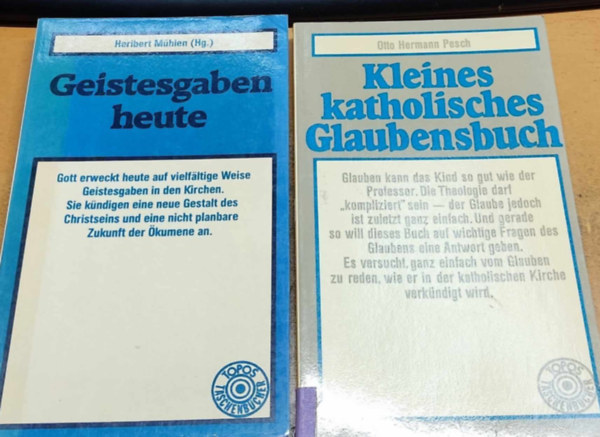 Heribert Mühlen (Hg.)
Geistesgaben
heute
Gott erweckt heute auf vielfältige Weise
Geistesgaben in den Kirchen.
Sie kündigen eine neue Gestalt des
Christseins und eine nicht planbare
Zukunft der Ökumene an.
TOPOS
TASCHENBÜCHER
Otto Hermann Pesch
Kleines
katholisches
Glaubensbuch
Glauben kann das Kind so gut wie der
Professor. Die Theologie darf
„kompliziert" sein — der Glaube jedoch
ist zuletzt ganz einfach. Und gerade
so will dieses Buch auf wichtige Fragen des
Glaubens eine Antwort geben.
Es versucht, ganz einfach vom Glauben
zu reden, wie er in der katholischen Kirche
verkündigt wird.
TOPOS
TASCHENBÜCHER